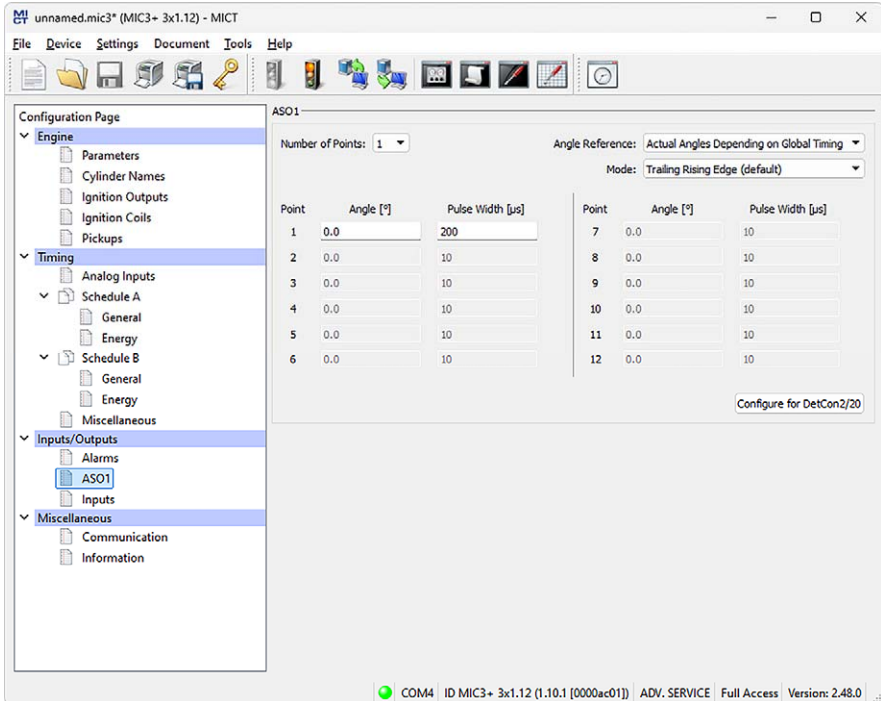 MICT unnamed.mic3* (MIC3+ 3x1.12) - MICT
File Device Settings Document Tools Help
Configuration Page
Engine
Parameters
Cylinder Names
Ignition Outputs
Ignition Coils
Pickups
Timing
Analog Inputs
Schedule A
General
Energy
Schedule B
General
Energy
Miscellaneous
Inputs/Outputs
Alarms
ASO1
Inputs
Miscellaneous
Communication
Information
ASO1
Number of Points: 1 Angle Reference: Actual Angles Depending on Global Timing
Mode: Trailing Rising Edge (default)
Point Angle [°] Pulse Width [µs] Point Angle [°] Pulse Width [µs]
1 0.0 200 7 0.0 10
2 0.0 10 8 0.0 10
3 0.0 10 9 0.0 10
4 0.0 10 10 0.0 10
5 0.0 10 11 0.0 10
6 0.0 10 12 0.0 10
Configure for DetCon2/20
COM4 ID MIC3+ 3x1.12 (1.10.1 [0000ac01]) ADV. SERVICE Full Access Version: 2.48.0